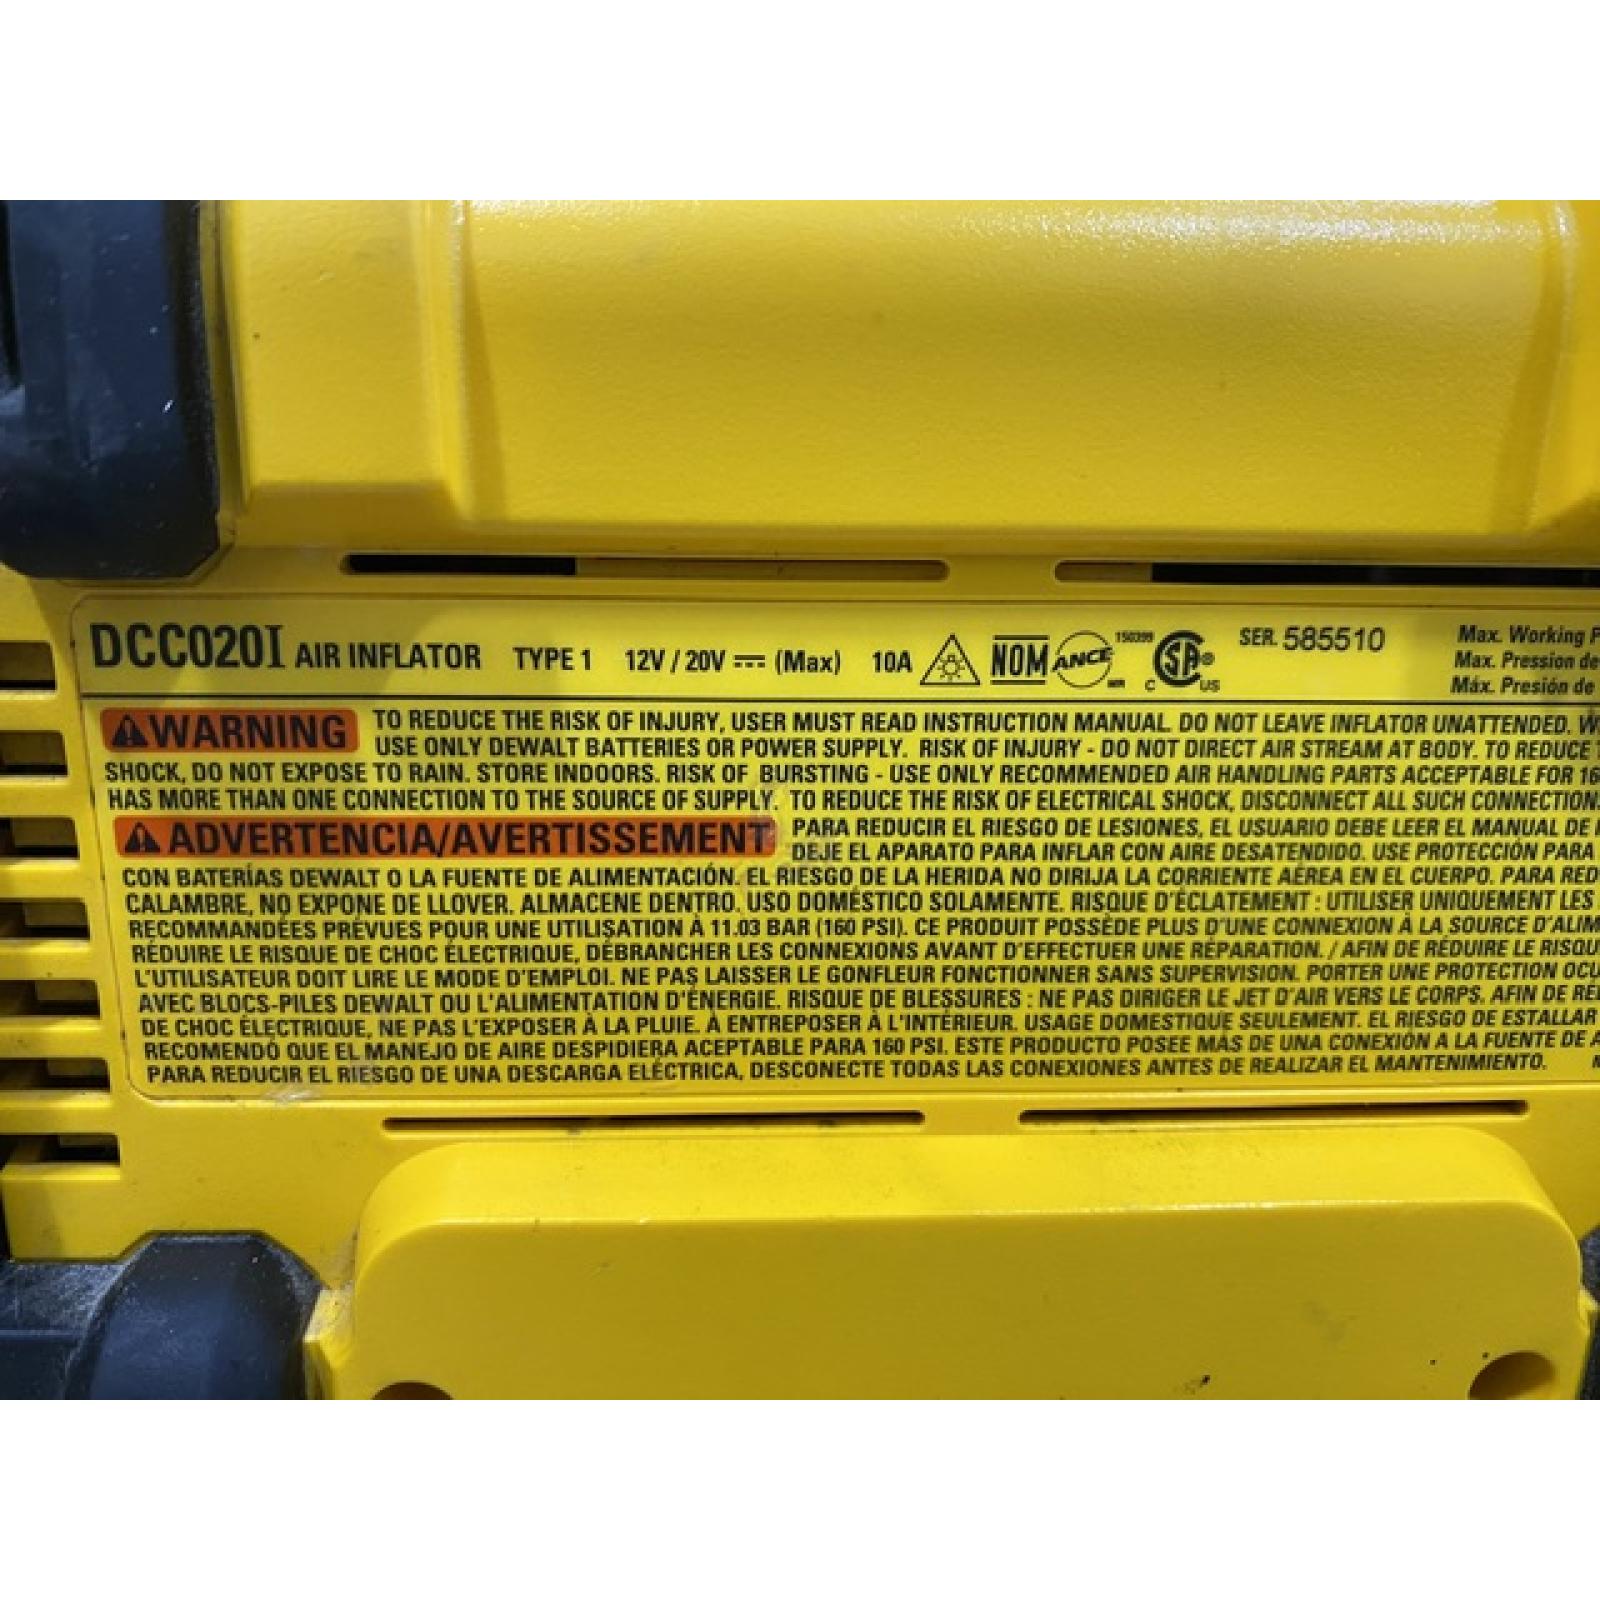 DCC020I AIR INFLATOR TYPE 1 12V / 20V (Max) 10A NOM ANCE 150399 CSA C US SER. 585510
Max. Working
Max. Pression de
Máx. Presión de
WARNING TO REDUCE THE RISK OF INJURY, USER MUST READ INSTRUCTION MANUAL. DO NOT LEAVE INFLATOR UNATTENDED.
USE ONLY DEWALT BATTERIES OR POWER SUPPLY. RISK OF INJURY - DO NOT DIRECT AIR STREAM AT BODY. TO REDUCE
SHOCK, DO NOT EXPOSE TO RAIN. STORE INDOORS. RISK OF BURSTING - USE ONLY RECOMMENDED AIR HANDLING PARTS ACCEPTABLE FOR
HAS MORE THAN ONE CONNECTION TO THE SOURCE OF SUPPLY. TO REDUCE THE RISK OF ELECTRICAL SHOCK, DISCONNECT ALL SUCH CONNECTION
ADVERTENCIA/AVERTISSEMENT PARA REDUCIR EL RIESGO DE LESIONES, EL USUARIO DEBE LEER EL MANUAL DE
DEJE EL APARATO PARA INFLAR CON AIRE DESATENDIDO. USE PROTECCIÓN PARA
CON BATERÍAS DEWALT O LA FUENTE DE ALIMENTACIÓN. EL RIESGO DE LA HERIDA NO DIRIJA LA CORRIENTE AÉREA EN EL CUERPO. PARA
CALAMBRE, NO EXPONE DE LLOVER. ALMACENE DENTRO. USO DOMÉSTICO SOLAMENTE. RISQUE D'ÉCLATEMENT : UTILISER UNIQUEMENT LES
RECOMMANDÉES PRÉVUES POUR UNE UTILISATION À 11.03 BAR (160 PSI). CE PRODUIT POSSÈDE PLUS D'UNE CONNEXION À LA SOURCE
RÉDUIRE LE RISQUE DE CHOC ÉLECTRIQUE, DÉBRANCHER LES CONNEXIONS AVANT D'EFFECTUER UNE RÉPARATION. / AFIN DE RÉDUIRE LE
L'UTILISATEUR DOIT LIRE LE MODE D'EMPLOI. NE PAS LAISSER LE GONFLEUR FONCTIONNER SANS SUPERVISION. PORTER UNE PROTECTION
AVEC BLOCS-PILES DEWALT OU L'ALIMENTATION D'ÉNERGIE. RISQUE DE BLESSURES : NE PAS DIRIGER LE JET D'AIR VERS LE CORPS. AFIN DE
DE CHOC ÉLECTRIQUE, NE PAS L'EXPOSER À LA PLUIE. À ENTREPOSER À L'INTÉRIEUR. USAGE DOMESTIQUE SEULEMENT. EL RIESGO DE ESTALLAR
RECOMENDÓ QUE EL MANEJO DE AIRE DESPIDIERA ACEPTABLE PARA 160 PSI. ESTE PRODUCTO POSEE MÁS DE UNA CONEXIÓN A LA FUENTE DE
PARA REDUCIR EL RIESGO DE UNA DESCARGA ELÉCTRICA, DESCONECTE TODAS LAS CONEXIONES ANTES DE REALIZAR EL MANTENIMIENTO.